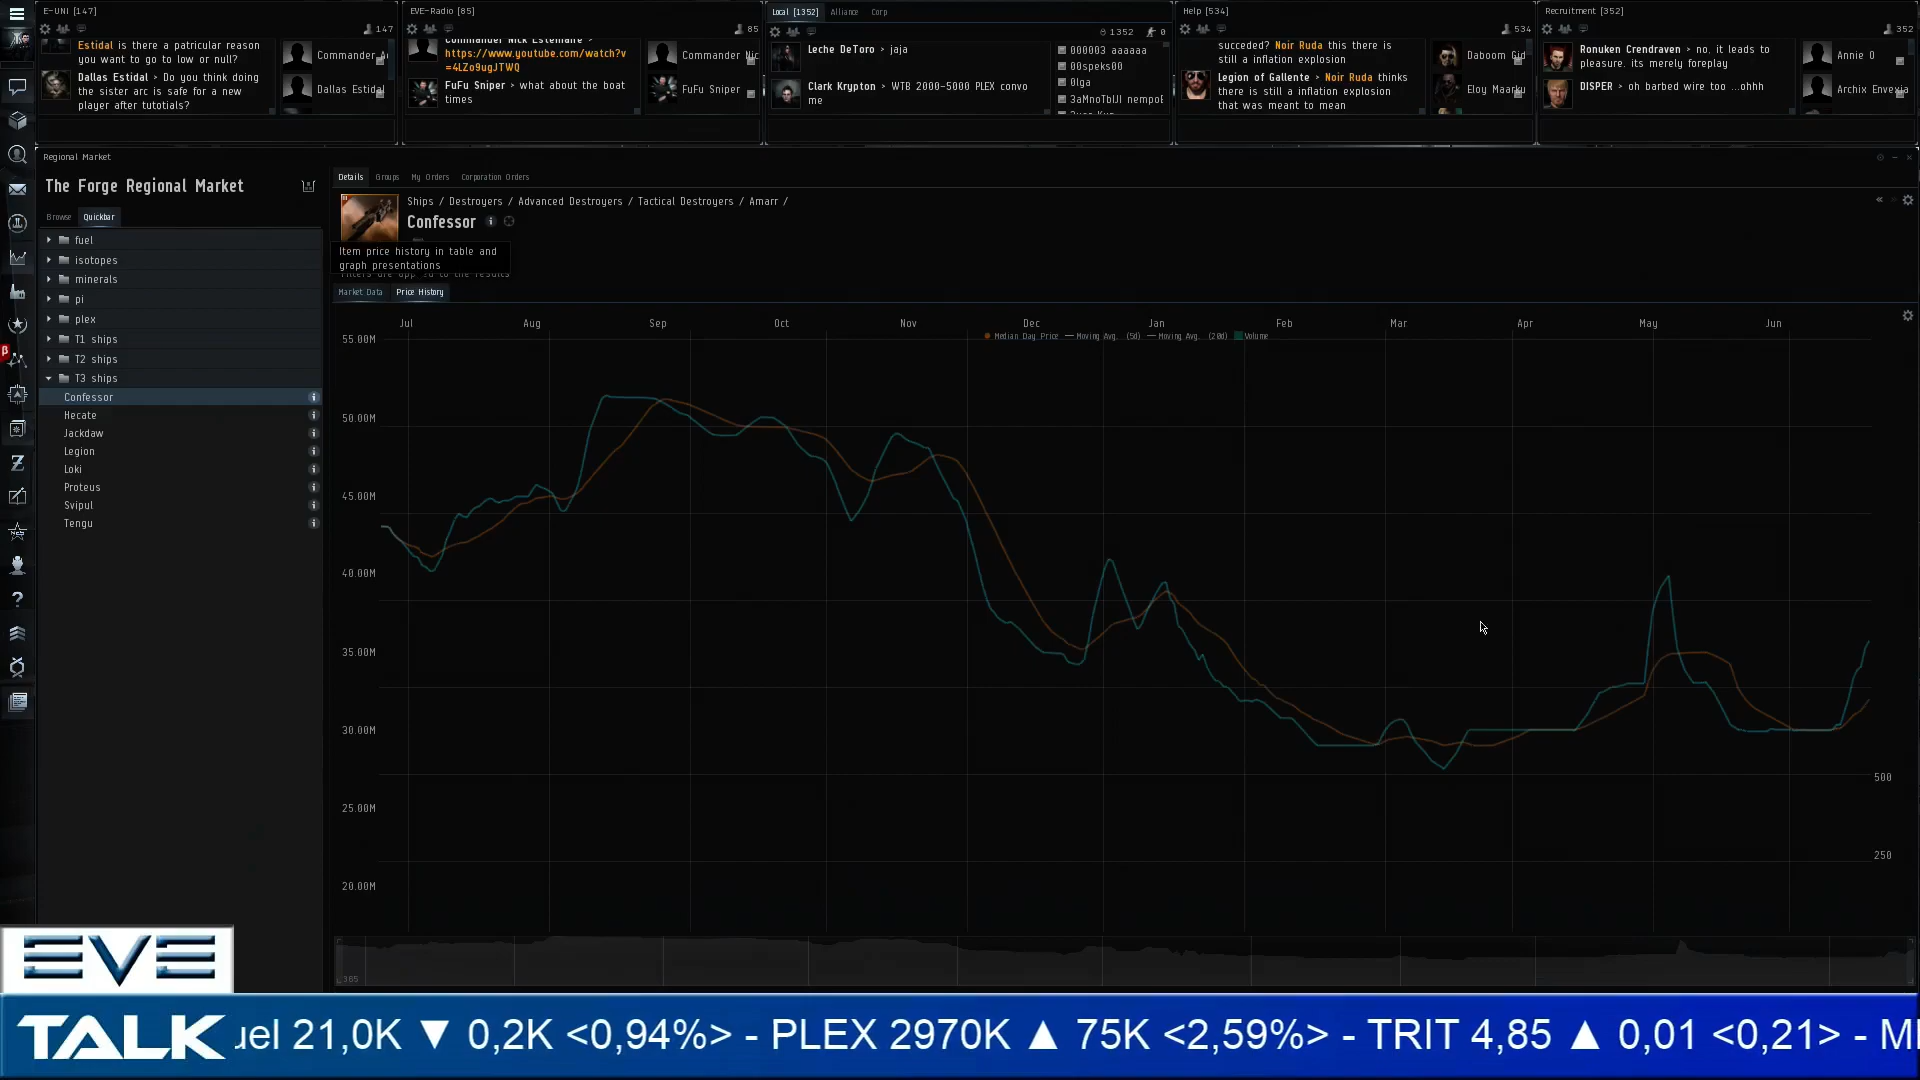 E-UNI [147]
147
Estidal is there a patricular reason
you want to go to low or null?
Dallas Estidal > Do you think doing
the sister arc is safe for a new
player after tutotials?
Dallas Estidal
EVE-Radio [85]
85
https://www.youtube.com/watch?v
=4LZo9ugJTWQ
FuFu Sniper > what about the boat
times
Commander Nic
FuFu Sniper
Local [1352]
Alliance
Corp
1352
0
Leche DeToro > jaja
Clark Krypton > WTB 2000-5000 PLEX convo
me
000003 aaaaaa
00speks00
0lga
Help [534]
534
succeded? Noir Ruda this there is
still a inflation explosion
Legion of Gallente > Noir Ruda thinks
there is still a inflation explosion
that was meant to mean
Daboom Gid
Eloy Maarku
Recruitment [352]
352
Ronuken Crendraven > no, it leads to
pleasure. its merely foreplay
DISPER > oh barbed wire too ...ohhh
Annie O
Archix Envexia
Regional Market
The Forge Regional Market
Browse
Quickbar
fuel
isotopes
minerals
pi
plex
T1 ships
T2 ships
T3 ships
Confessor
Hecate
Jackdaw
Legion
Loki
Proteus
Svipul
Tengu
Details
Groups
My Orders
Corporation Orders
Ships / Destroyers / Advanced Destroyers / Tactical Destroyers / Amarr /
Confessor
Item price history in table and
graph presentations
Market Data
Price History
Jul Aug Sep Oct Nov Dec Jan Feb Mar Apr May Jun
Median Day Price Moving Avg. (5d) Moving Avg. (20d) Volume
55.00M
50.00M
45.00M
40.00M
35.00M
30.00M
25.00M
20.00M
500
250
365
EVE
TALK
uel 21,0K ▼ 0,2K <0,94%> - PLEX 2970K ▲ 75K <2,59%> - TRIT 4,85 ▲ 0,01 <0,21> -